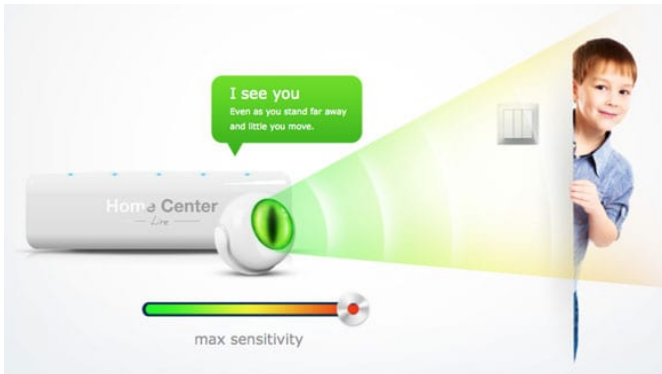 I see you
Even as you stand far away
and little you move.
Home Center
Lite
max sensitivity